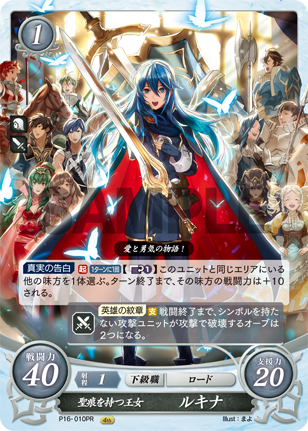 1
SAMPLE
愛と勇気の物語!
真実の告白 起 1ターンに1回 1 このユニットと同じエリアにいる
他の味方を1体選ぶ。ターン終了まで、その味方の戦闘力は+10
される。
英雄の紋章 支 戦闘終了まで、シンボルを持た
ない攻撃ユニットが攻撃で破壊するオーブは
2つになる。
戦闘力
40
射程 1 下級職 ロード
支援力
20
聖痕を持つ王女 ルキナ
P16-010PR 4th Illust:まよ